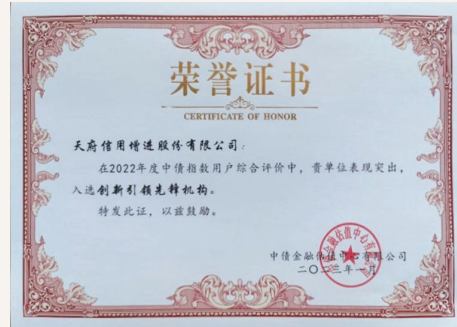 荣誉证书
CERTIFICATE OF HONOR
天府信用增进股份有限公司:
在2022年度中债指数用户综合评价中,贵单位表现突出,
入选创新引领先锋机构。
特发此证,以兹鼓励。
中债金融估值中心有限公司
二〇二三年一月